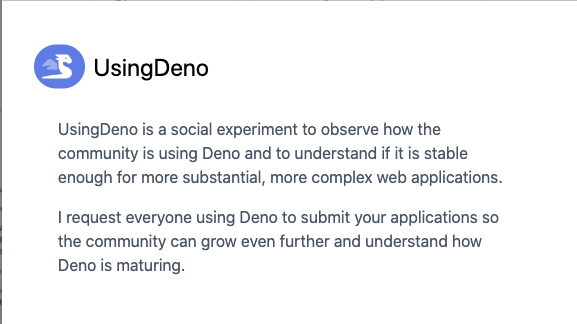 UsingDeno
UsingDeno is a social experiment to observe how the
community is using Deno and to understand if it is stable
enough for more substantial, more complex web applications.
I request everyone using Deno to submit your applications so
the community can grow even further and understand how
Deno is maturing.